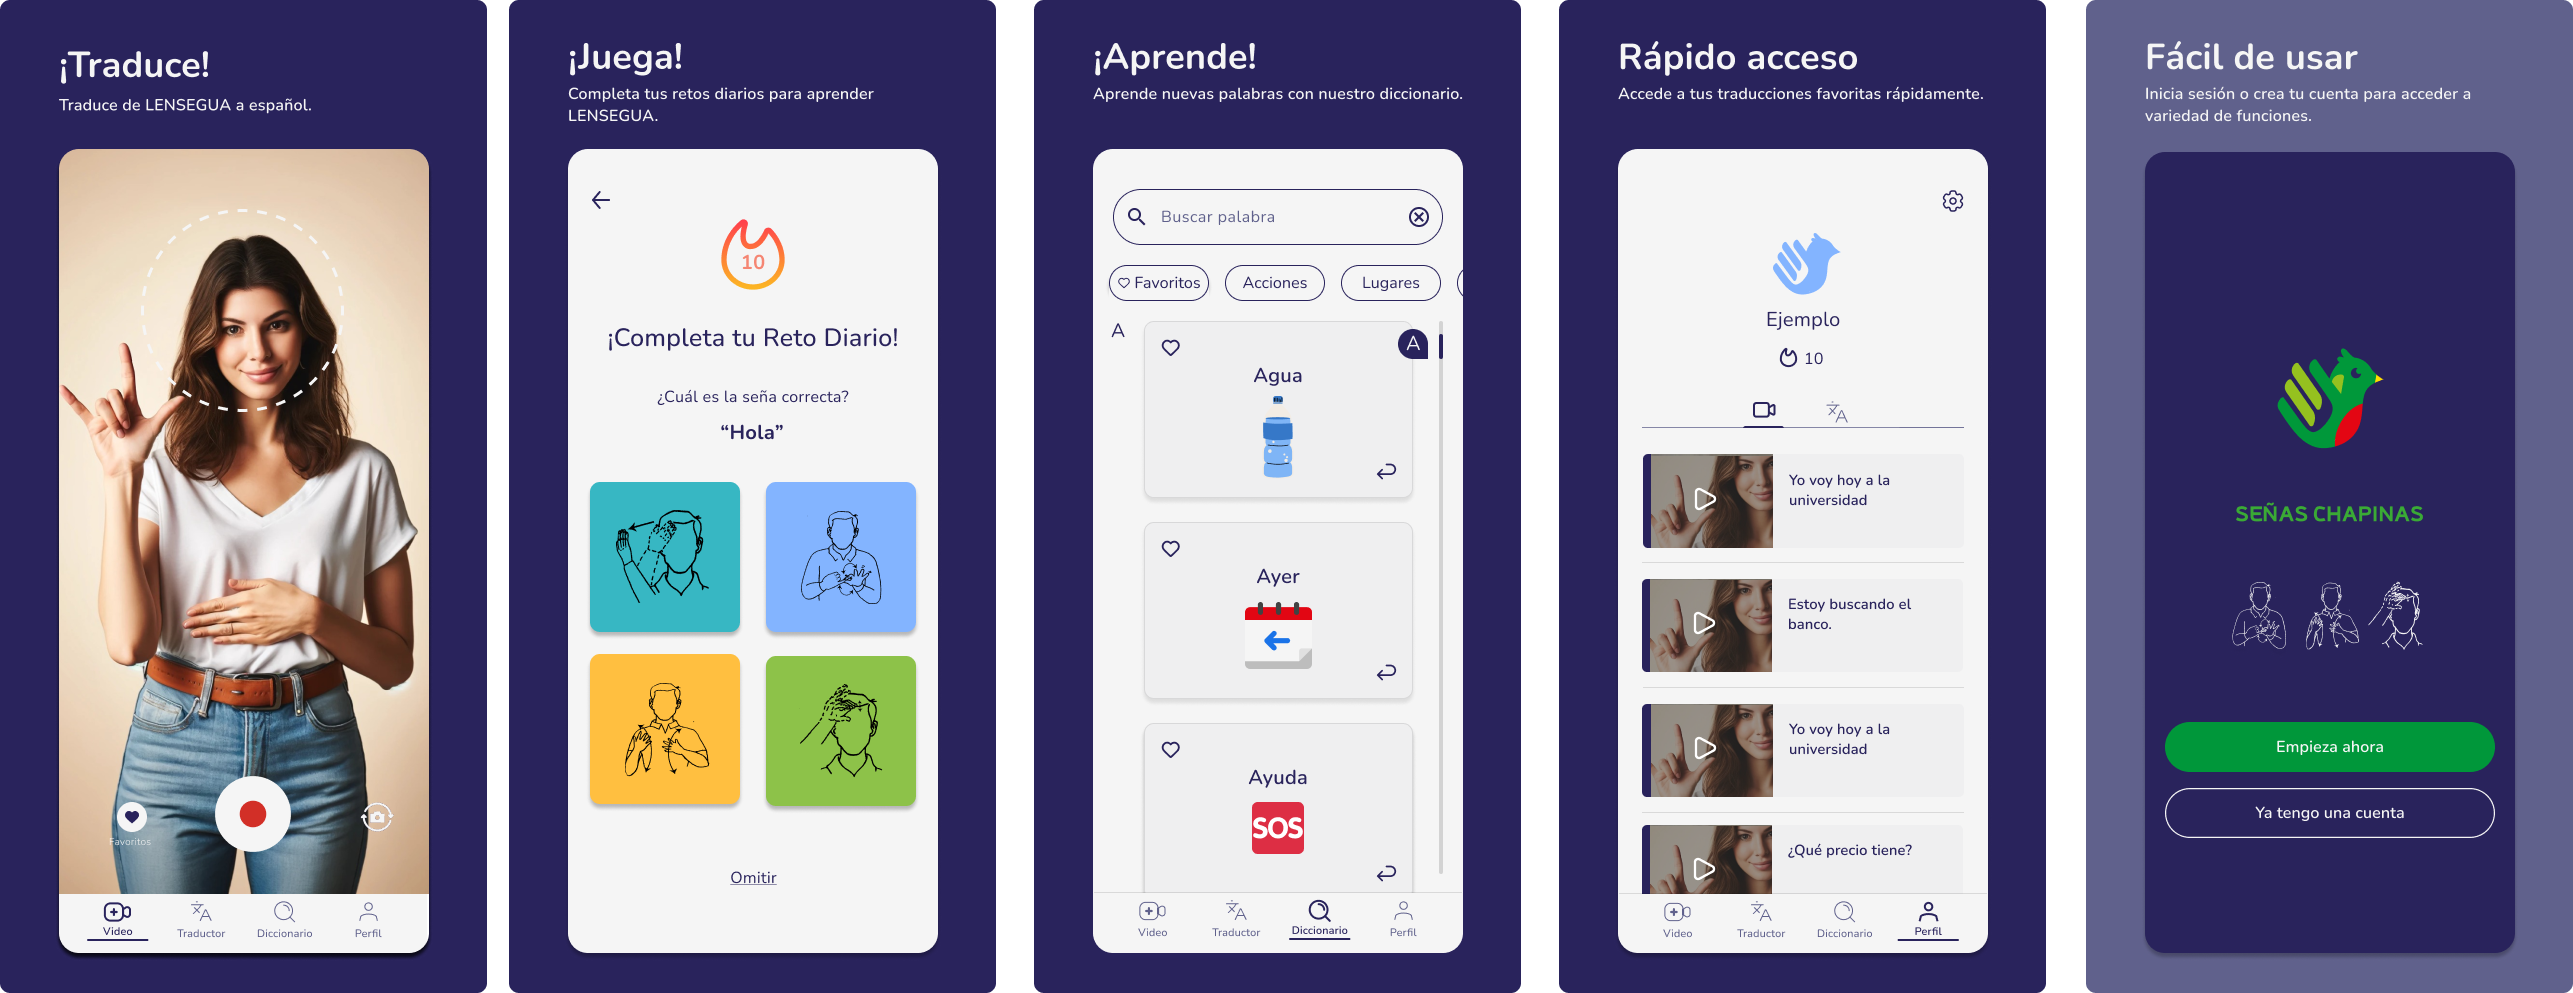 ¡Traduce!
Traduce de LENSEGUA a español.
Favoritos
Video
Traductor
Diccionario
Perfil
¡Juega!
Completa tus retos diarios para aprender
LENSEGUA.
10
¡Completa tu Reto Diario!
¿Cuál es la seña correcta?
“Hola”
Omitir
¡Aprende!
Aprende nuevas palabras con nuestro diccionario.
Buscar palabra
Favoritos
Acciones
Lugares
A
A
Agua
Ayer
Ayuda
SOS
Video
Traductor
Diccionario
Perfil
Rápido acceso
Accede a tus traducciones favoritas rápidamente.
Ejemplo
10
Yo voy hoy a la
universidad
Estoy buscando el
banco.
Yo voy hoy a la
universidad
¿Qué precio tiene?
Video
Traductor
Diccionario
Perfil
Fácil de usar
Inicia sesión o crea tu cuenta para acceder a
variedad de funciones.
SEÑAS CHAPINAS
Empieza ahora
Ya tengo una cuenta